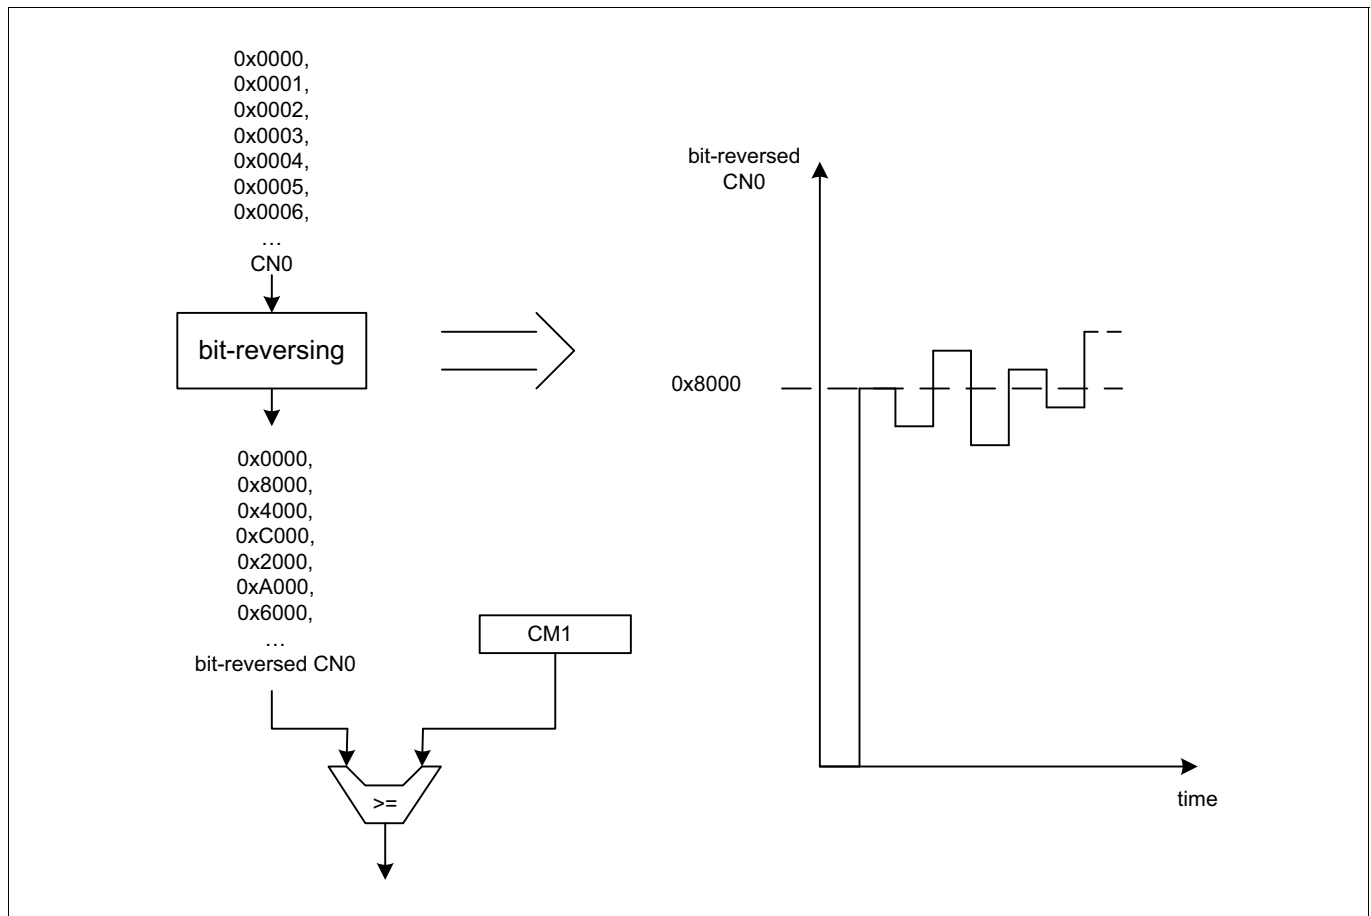 0x0000,
0x0001,
0x0002,
0x0003,
0x0004,
0x0005,
0x0006,
…
CN0
bit-reversing
0x0000,
0x8000,
0x4000,
0xC000,
0x2000,
0xA000,
0x6000,
…
bit-reversed CN0
CM1
>=
bit-reversed
CN0
0x8000
time